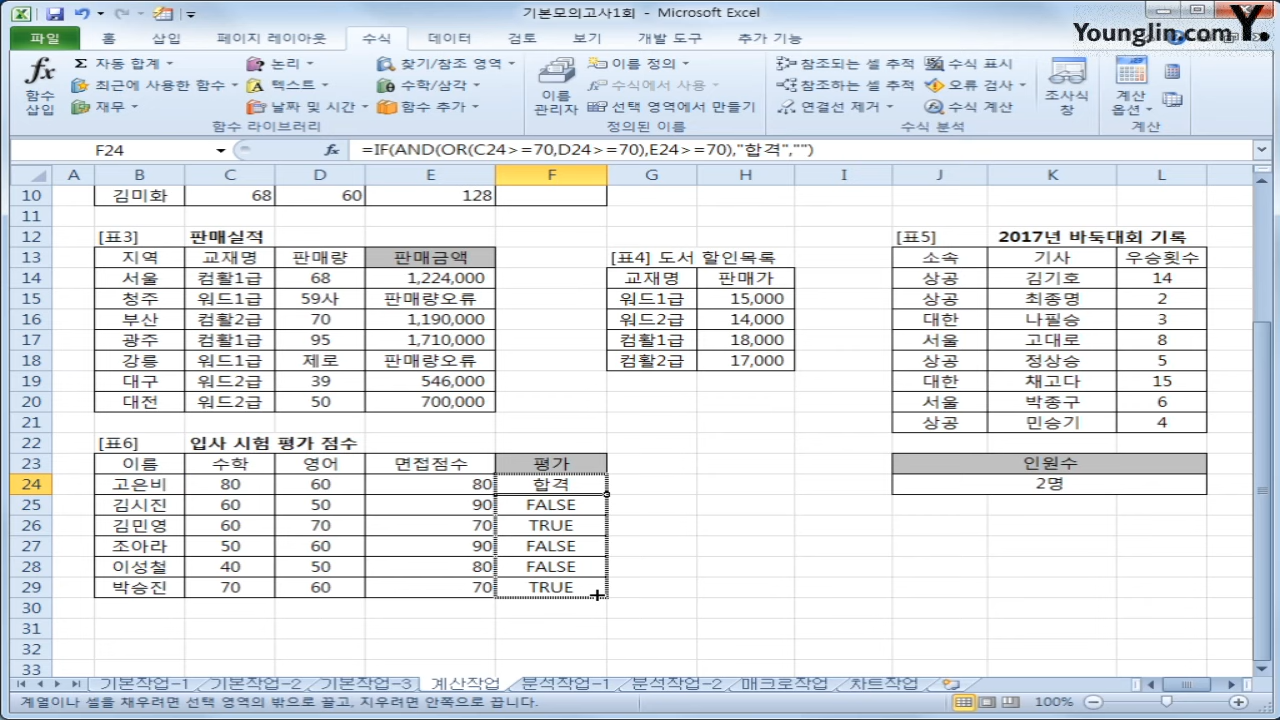 기본모의고사1회 - Microsoft Excel
YoungJin.com Y.
파일 홈 삽입 페이지 레이아웃 수식 데이터 검토 보기 개발 도구 추가 기능
fx 함수 삽입
Σ 자동 합계 논리 찾기/참조 영역
최근에 사용한 함수 텍스트 수학/삼각
재무 날짜 및 시간 함수 추가
함수 라이브러리
이름 관리자
이름 정의
수식에서 사용
선택 영역에서 만들기
정의된 이름
참조되는 셀 추적 수식 표시
참조하는 셀 추적 오류 검사
연결선 제거 수식 계산
수식 분석
조사식 창
계산 옵션
계산
F24 fx =IF(AND(OR(C24>=70,D24>=70),E24>=70),"합격","")
A B C D E F G H I J K L
10 김미화 68 60 128
11
12 [표3] 판매실적 [표5] 2017년 바둑대회 기록
13 지역 교재명 판매량 판매금액 [표4] 도서 할인목록 소속 기사 우승횟수
14 서울 컴활1급 68 1,224,000 교재명 판매가 상공 김기호 14
15 청주 워드1급 59사 판매량오류 워드1급 15,000 상공 최종명 2
16 부산 컴활2급 70 1,190,000 워드2급 14,000 대한 나필승 3
17 광주 컴활1급 95 1,710,000 컴활1급 18,000 서울 고대로 8
18 강릉 워드1급 제로 판매량오류 컴활2급 17,000 상공 정상승 5
19 대구 워드2급 39 546,000 대한 채고다 15
20 대전 워드2급 50 700,000 서울 박종구 6
21 상공 민승기 4
22 [표6] 입사 시험 평가 점수
23 이름 수학 영어 면접점수 평가 인원수
24 고은비 80 60 80 합격 2명
25 김시진 60 50 90 FALSE
26 김민영 60 70 70 TRUE
27 조아라 50 60 90 FALSE
28 이성철 40 50 80 FALSE
29 박승진 70 60 70 TRUE
30
31
32
33
기본작업-1 기본작업-2 기본작업-3 계산작업 분석작업-1 분석작업-2 매크로작업 차트작업
계열이나 셀을 채우려면 선택 영역의 밖으로 끌고, 지우려면 안쪽으로 끕니다. 100%